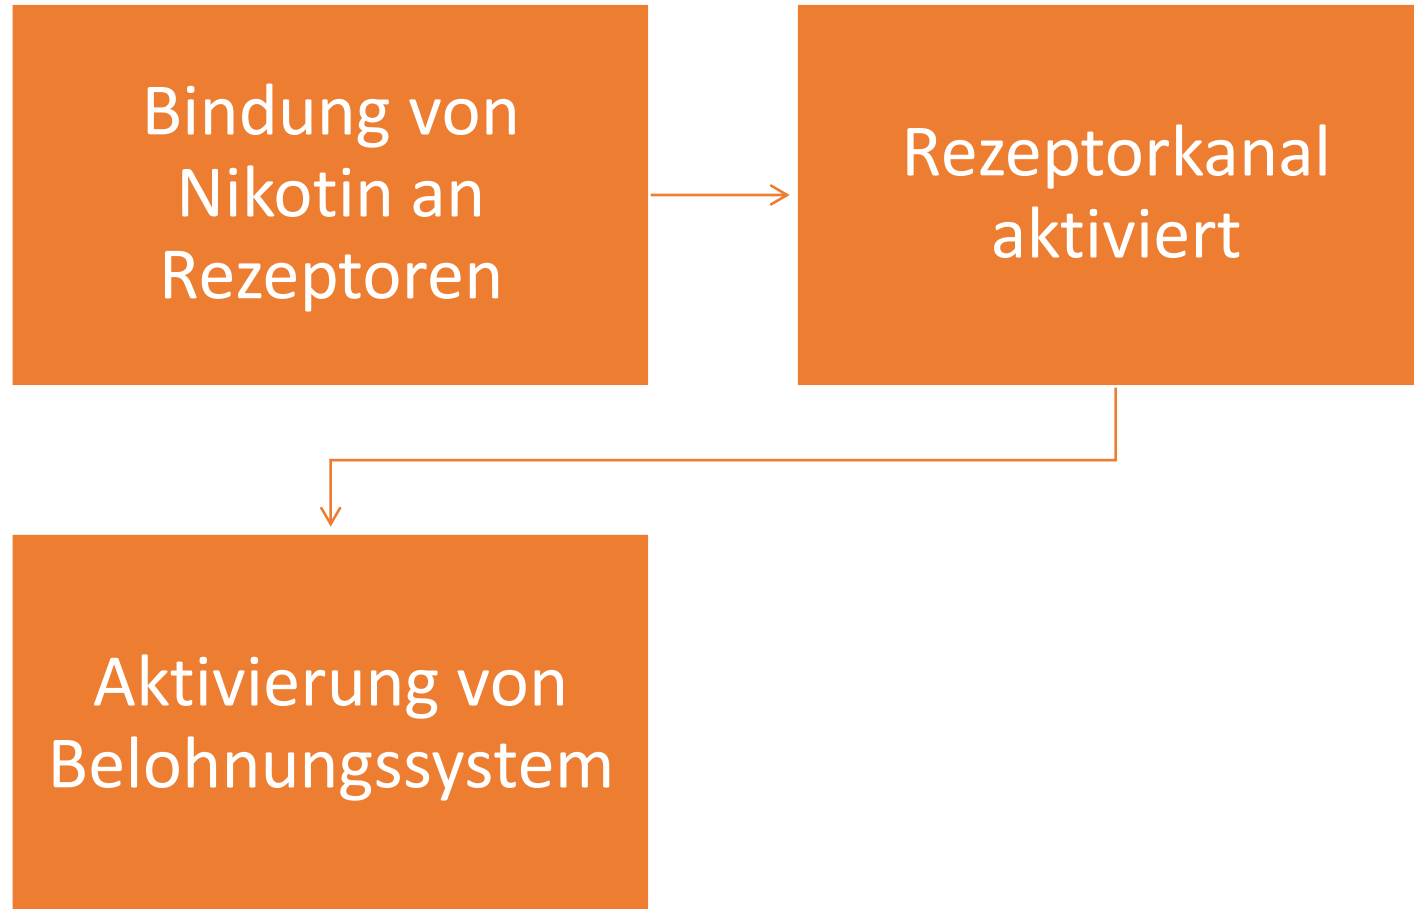 Bindung von
Nikotin an
Rezeptoren
Rezeptorkanal
aktiviert
Aktivierung von
Belohnungssystem